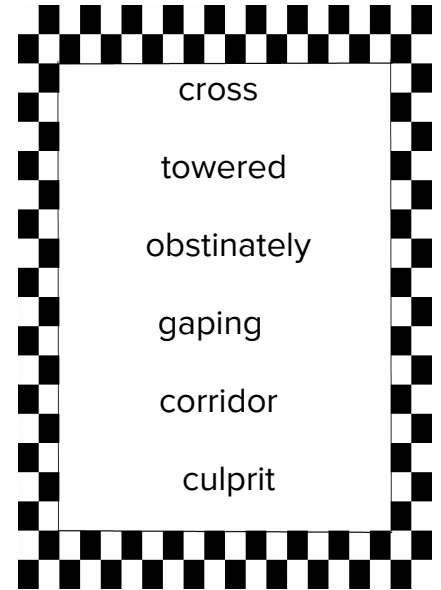 cross
towered
obstinately
gaping
corridor
culprit